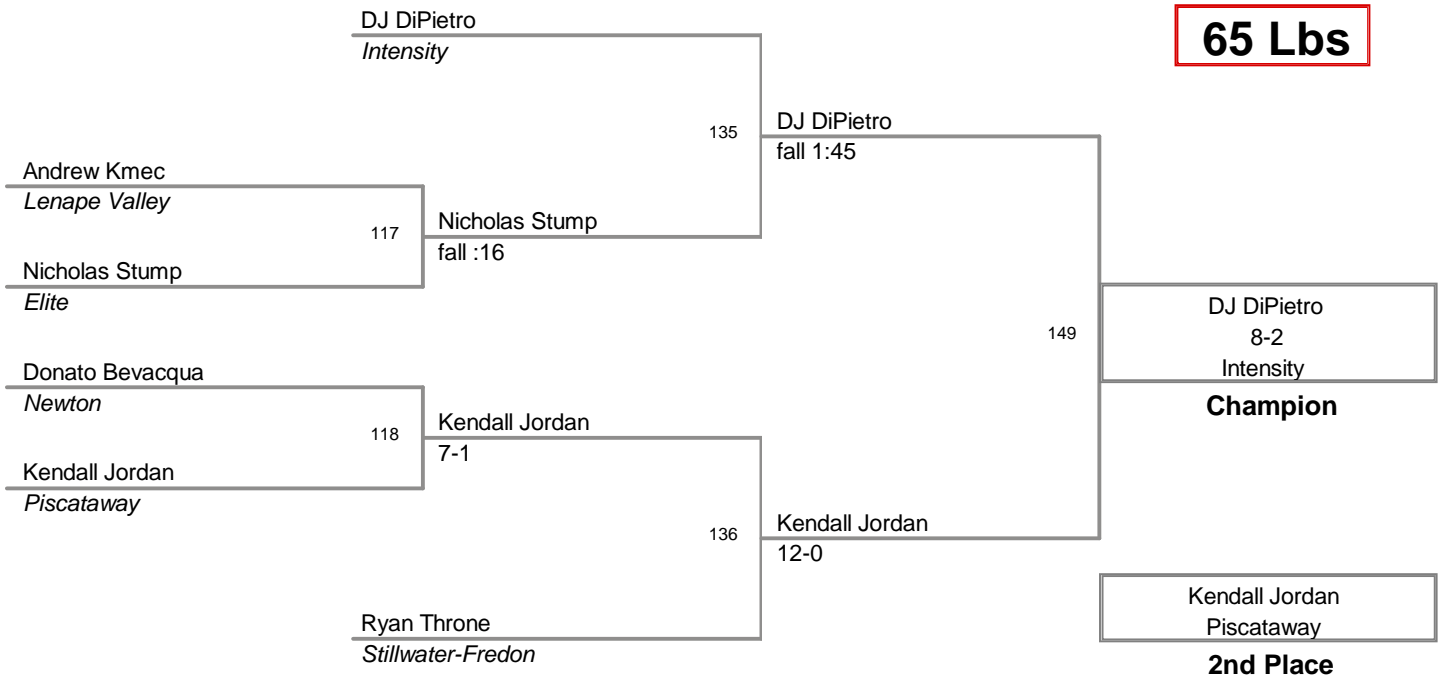 DJ DiPietro
Intensity
65 Lbs
135
DJ DiPietro
fall 1:45
Andrew Kmec
Lenape Valley
117
Nicholas Stump
fall :16
Nicholas Stump
Elite
149
DJ DiPietro
8-2
Intensity
Champion
Donato Bevacqua
Newton
118
Kendall Jordan
7-1
Kendall Jordan
Piscataway
136
Kendall Jordan
12-0
Ryan Throne
Stillwater-Fredon
Kendall Jordan
Piscataway
2nd Place